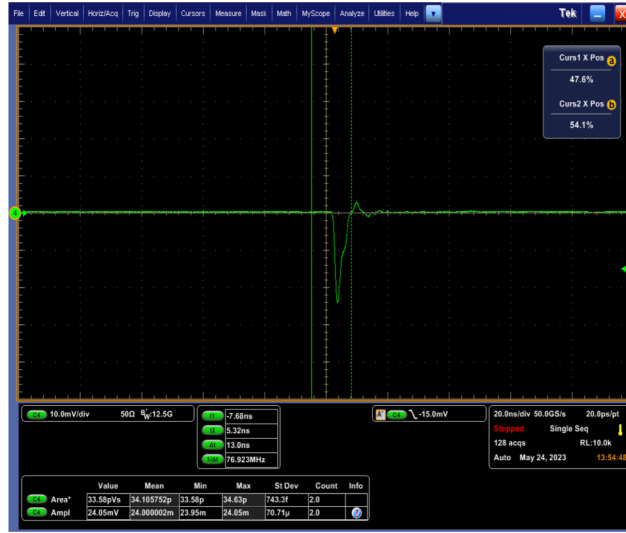 File Edit Vertical Horiz/Acq Trig Display Cursors Measure Mask Math MyScope Analyze Utilities Help Tek X
Curs1 X Pos a
47.6%
Curs2 X Pos b
54.1%
4
C4 10.0mV/div 50Ω BW:12.5G
t1 -7.68ns
t2 5.32ns
Δt 13.0ns
1/Δt 76.923MHz
A' C4 -15.0mV
20.0ns/div 50.0GS/s 20.0ps/pt
Stopped Single Seq
128 acqs RL:10.0k
Auto May 24, 2023 13:54:48
Value Mean Min Max St Dev Count Info
C4 Area* 33.58pVs 34.105752p 33.58p 34.63p 743.3f 2.0
C4 Ampl 24.05mV 24.000002m 23.95m 24.05m 70.71µ 2.0